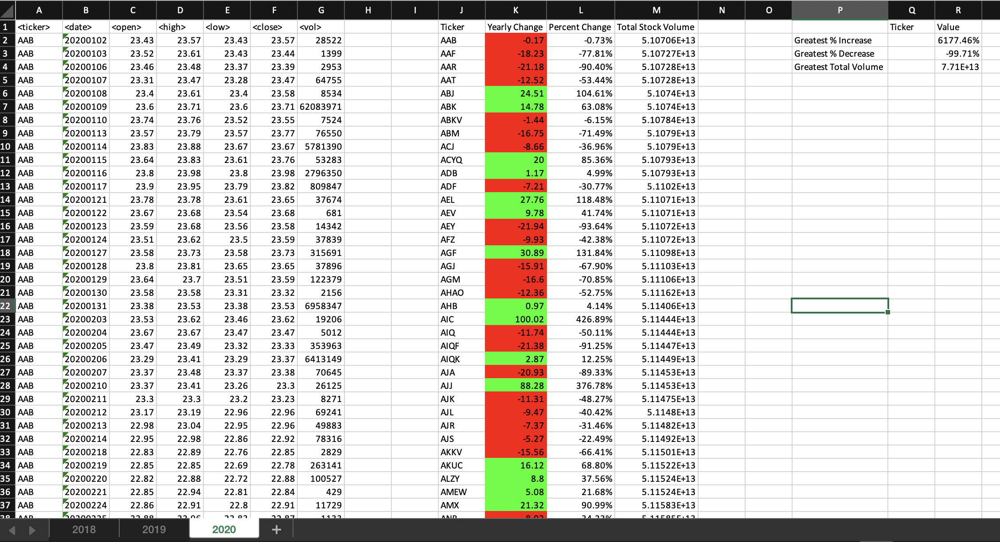 A B C D E F G H I J K L M N O P Q R
1 <ticker> <date> <open> <high> <low> <close> <vol> Ticker Yearly Change Percent Change Total Stock Volume Ticker Value
2 AAB 20200102 23.43 23.57 23.43 23.57 28522 AAB -0.17 -0.73% 5.10706E+13 Greatest % Increase 6177.46%
3 AAB 20200103 23.52 23.61 23.43 23.44 1399 AAF -18.23 -77.81% 5.10727E+13 Greatest % Decrease -99.71%
4 AAB 20200106 23.46 23.48 23.37 23.39 2953 AAR -21.18 -90.40% 5.10728E+13 Greatest Total Volume 7.71E+13
5 AAB 20200107 23.31 23.47 23.28 23.47 64755 AAT -12.52 -53.44% 5.10728E+13
6 AAB 20200108 23.4 23.61 23.4 23.58 8534 ABJ 24.51 104.61% 5.1074E+13
7 AAB 20200109 23.6 23.71 23.6 23.71 62083971 ABK 14.78 63.08% 5.1074E+13
8 AAB 20200110 23.74 23.76 23.52 23.55 7524 ABKV -1.44 -6.15% 5.10784E+13
9 AAB 20200113 23.57 23.79 23.57 23.77 76550 ABM -16.75 -71.49% 5.1079E+13
10 AAB 20200114 23.83 23.88 23.67 23.67 5781390 ACJ -8.66 -36.96% 5.1079E+13
11 AAB 20200115 23.64 23.83 23.61 23.76 53283 ACYQ 20 85.36% 5.10793E+13
12 AAB 20200116 23.8 23.98 23.8 23.98 2796350 ADB 1.17 4.99% 5.10793E+13
13 AAB 20200117 23.9 23.95 23.79 23.82 809847 ADF -7.21 -30.77% 5.1102E+13
14 AAB 20200121 23.78 23.78 23.61 23.65 37674 AEL 27.76 118.48% 5.11071E+13
15 AAB 20200122 23.67 23.68 23.54 23.68 681 AEV 9.78 41.74% 5.11071E+13
16 AAB 20200123 23.59 23.68 23.56 23.58 14342 AEY -21.94 -93.64% 5.11072E+13
17 AAB 20200124 23.51 23.62 23.5 23.59 37839 AFZ -9.93 -42.38% 5.11072E+13
18 AAB 20200127 23.58 23.73 23.58 23.73 315691 AGF 30.89 131.84% 5.11098E+13
19 AAB 20200128 23.8 23.81 23.65 23.65 37896 AGJ -15.91 -67.90% 5.11103E+13
20 AAB 20200129 23.64 23.7 23.51 23.59 122379 AGM -16.6 -70.85% 5.11106E+13
21 AAB 20200130 23.58 23.58 23.31 23.32 2156 AHAO -12.36 -52.75% 5.11162E+13
22 AAB 20200131 23.38 23.53 23.38 23.53 6958347 AHB 0.97 4.14% 5.11406E+13
23 AAB 20200203 23.53 23.62 23.46 23.62 19206 AIC 100.02 426.89% 5.11444E+13
24 AAB 20200204 23.67 23.67 23.47 23.47 5012 AIQ -11.74 -50.11% 5.11444E+13
25 AAB 20200205 23.47 23.49 23.32 23.33 353963 AIQF -21.38 -91.25% 5.11447E+13
26 AAB 20200206 23.29 23.41 23.29 23.37 6413149 AIQK 2.87 12.25% 5.11449E+13
27 AAB 20200207 23.37 23.48 23.37 23.38 70645 AJA -20.93 -89.33% 5.11453E+13
28 AAB 20200210 23.37 23.41 23.26 23.3 26125 AJJ 88.28 376.78% 5.11453E+13
29 AAB 20200211 23.3 23.3 23.2 23.23 8271 AJK -11.31 -48.27% 5.11475E+13
30 AAB 20200212 23.17 23.19 22.96 22.96 69241 AJL -9.47 -40.42% 5.1148E+13
31 AAB 20200213 22.98 23.04 22.95 22.96 49883 AJR -7.37 -31.46% 5.11482E+13
32 AAB 20200214 22.95 22.98 22.86 22.92 78316 AJS -5.27 -22.49% 5.11492E+13
33 AAB 20200218 22.83 22.89 22.76 22.85 2829 AKKV -15.56 -66.41% 5.11501E+13
34 AAB 20200219 22.85 22.85 22.69 22.78 263141 AKUC 16.12 68.80% 5.11522E+13
35 AAB 20200220 22.82 22.88 22.72 22.88 100527 ALZY 8.8 37.56% 5.11524E+13
36 AAB 20200221 22.85 22.94 22.81 22.84 429 AMEW 5.08 21.68% 5.11524E+13
37 AAB 20200224 22.86 22.91 22.8 22.91 11729 AMX 21.32 90.99% 5.11583E+13
2018 2019 2020 +